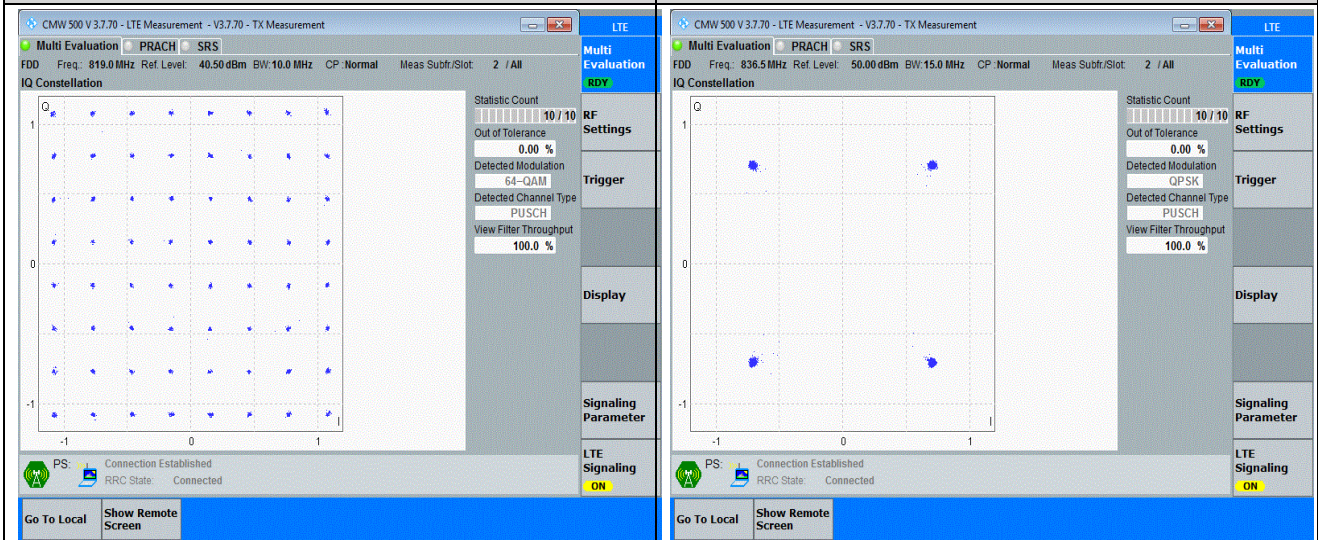 CMW 500 V 3.7.70 - LTE Measurement - V3.7.70 - TX Measurement
LTE
Multi Evaluation PRACH SRS
Multi
Evaluation
RDY
FDD Freq.: 819.0 MHz Ref. Level: 40.50 dBm BW: 10.0 MHz CP : Normal Meas Subfr./Slot: 2 / All
IQ Constellation
Q
1
0
-1
I
-1 0 1
Statistic Count
10 / 10
Out of Tolerance
0.00 %
Detected Modulation
64-QAM
Detected Channel Type
PUSCH
View Filter Throughput
100.0 %
RF
Settings
Trigger
Display
Signaling
Parameter
LTE
Signaling
ON
PS: Connection Established
RRC State: Connected
Go To Local
Show Remote
Screen
CMW 500 V 3.7.70 - LTE Measurement - V3.7.70 - TX Measurement
LTE
Multi Evaluation PRACH SRS
Multi
Evaluation
RDY
FDD Freq.: 836.5 MHz Ref. Level: 50.00 dBm BW: 15.0 MHz CP : Normal Meas Subfr./Slot: 2 / All
IQ Constellation
Q
1
0
-1
I
-1 0 1
Statistic Count
10 / 10
Out of Tolerance
0.00 %
Detected Modulation
QPSK
Detected Channel Type
PUSCH
View Filter Throughput
100.0 %
RF
Settings
Trigger
Display
Signaling
Parameter
LTE
Signaling
ON
PS: Connection Established
RRC State: Connected
Go To Local
Show Remote
Screen